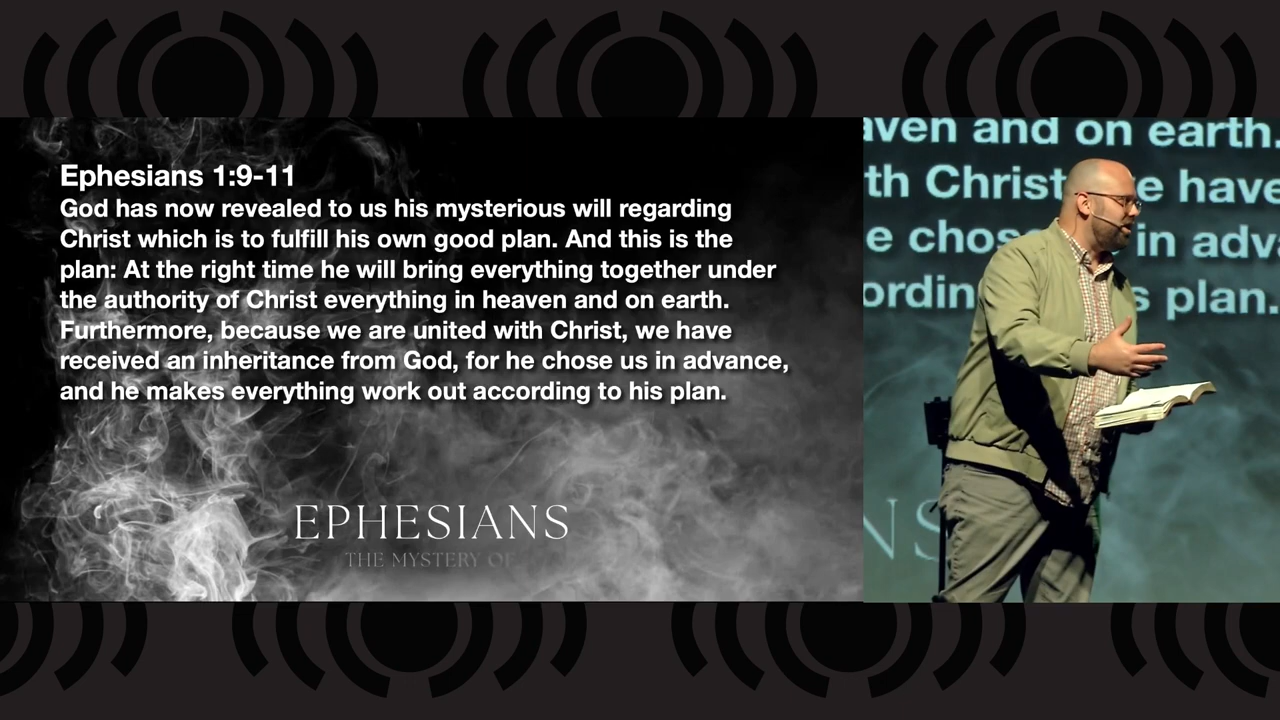 Ephesians 1:9-11
God has now revealed to us his mysterious will regarding
Christ which is to fulfill his own good plan. And this is the
plan: At the right time he will bring everything together under
the authority of Christ everything in heaven and on earth.
Furthermore, because we are united with Christ, we have
received an inheritance from God, for he chose us in advance,
and he makes everything work out according to his plan.
EPHESIANS
THE MYSTERY OF
aven and on earth.
th Christ have
e chos in adv
ordin s plan.
NS